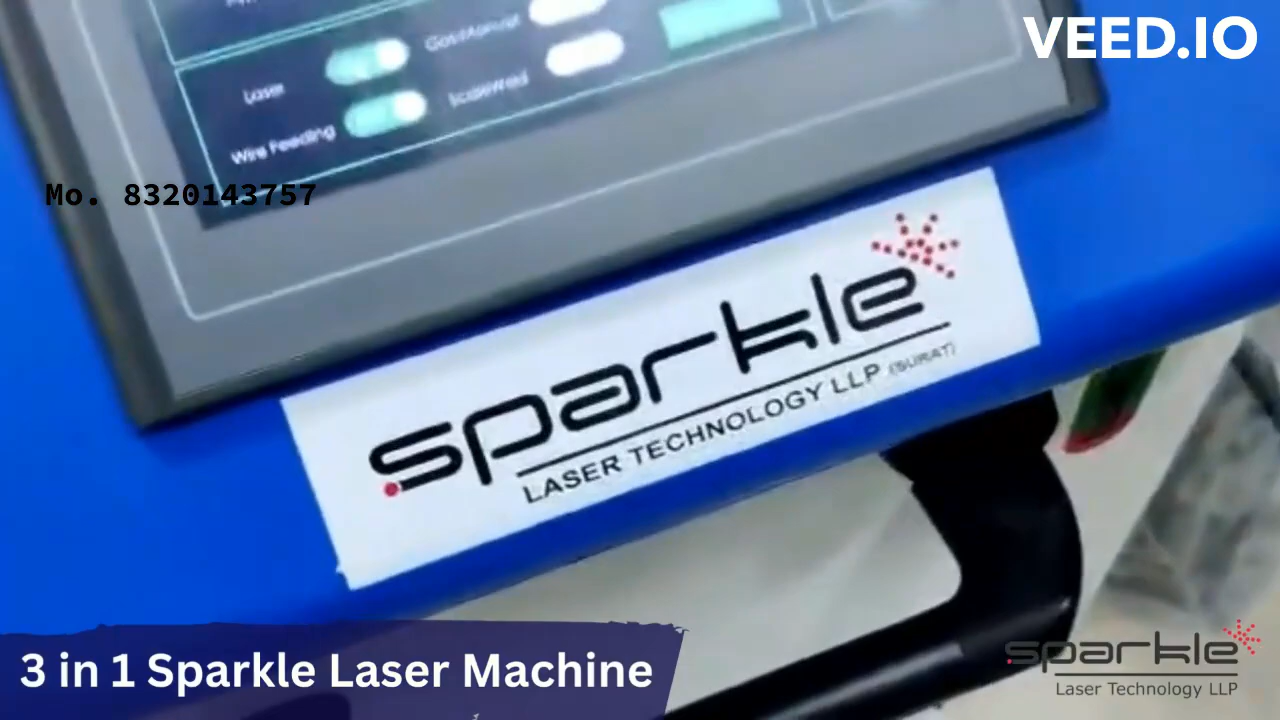 VEED.IO
Laser
Wire Feeding
Mo. 8320143757
sparkle
LASER TECHNOLOGY LLP (SURAT)
3 in 1 Sparkle Laser Machine
sparkle
Laser Technology LLP